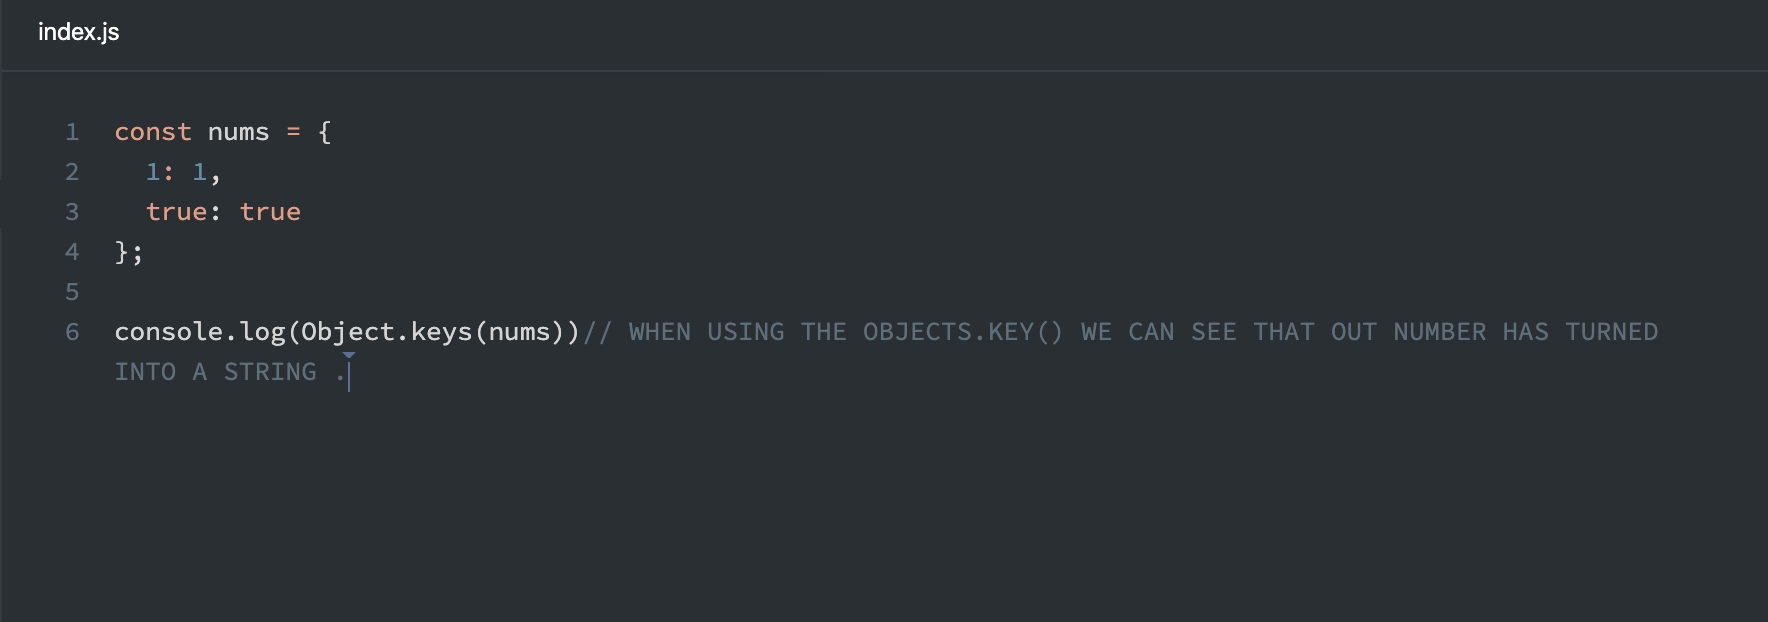 index.js
1 const nums = {
2 1: 1,
3 true: true
4 };
5
6 console.log(Object.keys(nums))// WHEN USING THE OBJECTS.KEY() WE CAN SEE THAT OUT NUMBER HAS TURNED
INTO A STRING .